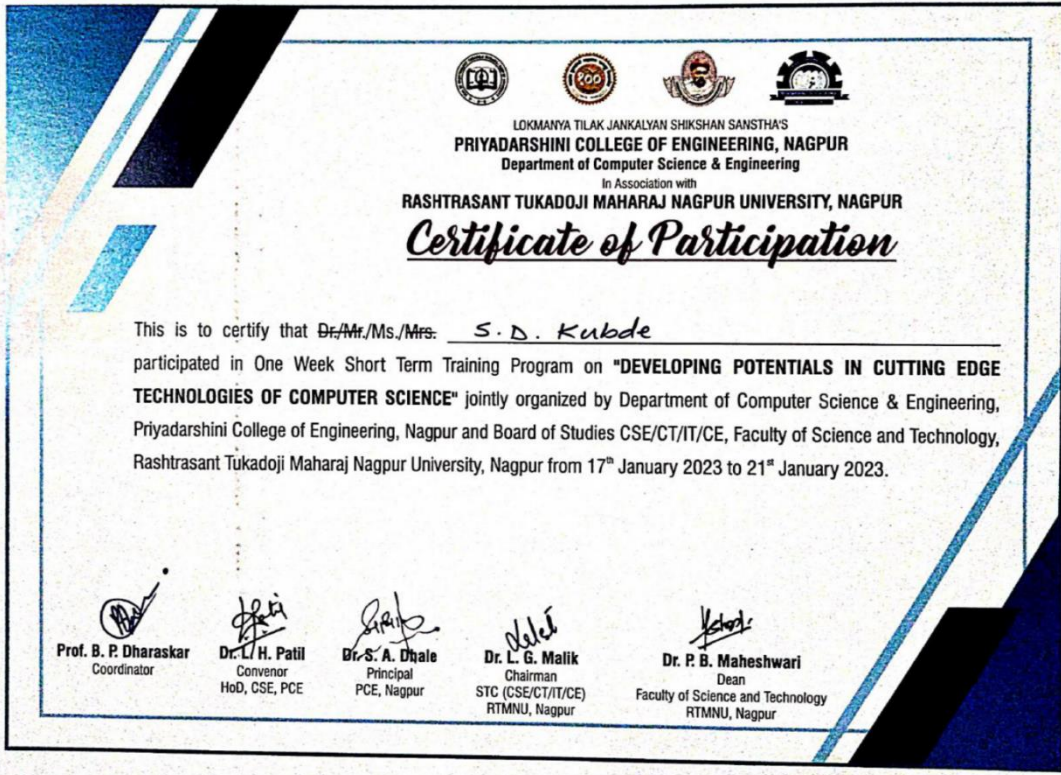 200
LOKMANYA TILAK JANKALYAN SHIKSHAN SANSTHA'S
PRIYADARSHINI COLLEGE OF ENGINEERING, NAGPUR
Department of Computer Science & Engineering
In Association with
RASHTRASANT TUKADOJI MAHARAJ NAGPUR UNIVERSITY, NAGPUR
Certificate of Participation
This is to certify that Dr./Mr./Ms./Mrs. S. D. Kubde
participated in One Week Short Term Training Program on "DEVELOPING POTENTIALS IN CUTTING EDGE
TECHNOLOGIES OF COMPUTER SCIENCE" jointly organized by Department of Computer Science & Engineering,
Priyadarshini College of Engineering, Nagpur and Board of Studies CSE/CT/IT/CE, Faculty of Science and Technology,
Rashtrasant Tukadoji Maharaj Nagpur University, Nagpur from 17th January 2023 to 21st January 2023.
Prof. B. P. Dharaskar
Coordinator
Dr. L. H. Patil
Convenor
HoD, CSE, PCE
Dr. S. A. Dhale
Principal
PCE, Nagpur
Dr. L. G. Malik
Chairman
STC (CSE/CT/IT/CE)
RTMNU, Nagpur
Dr. P. B. Maheshwari
Dean
Faculty of Science and Technology
RTMNU, Nagpur